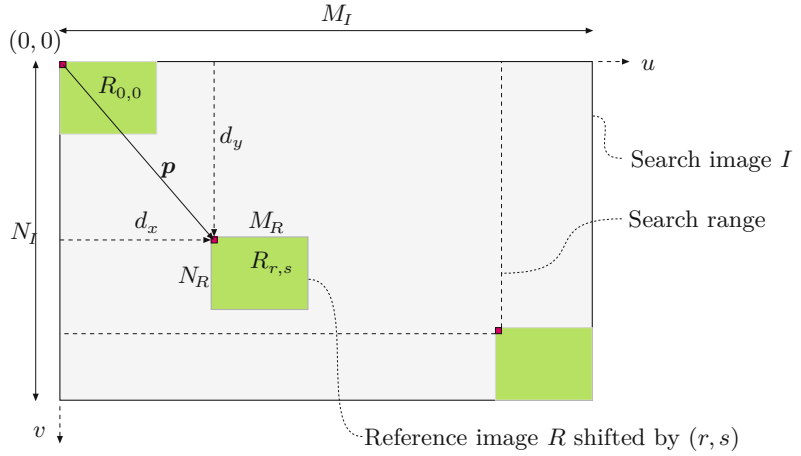 M_I
(0, 0)
u
R_{0,0}
d_y
Search image I
p
d_x
M_R
Search range
N_I
N_R
R_{r,s}
v
Reference image R shifted by (r, s)